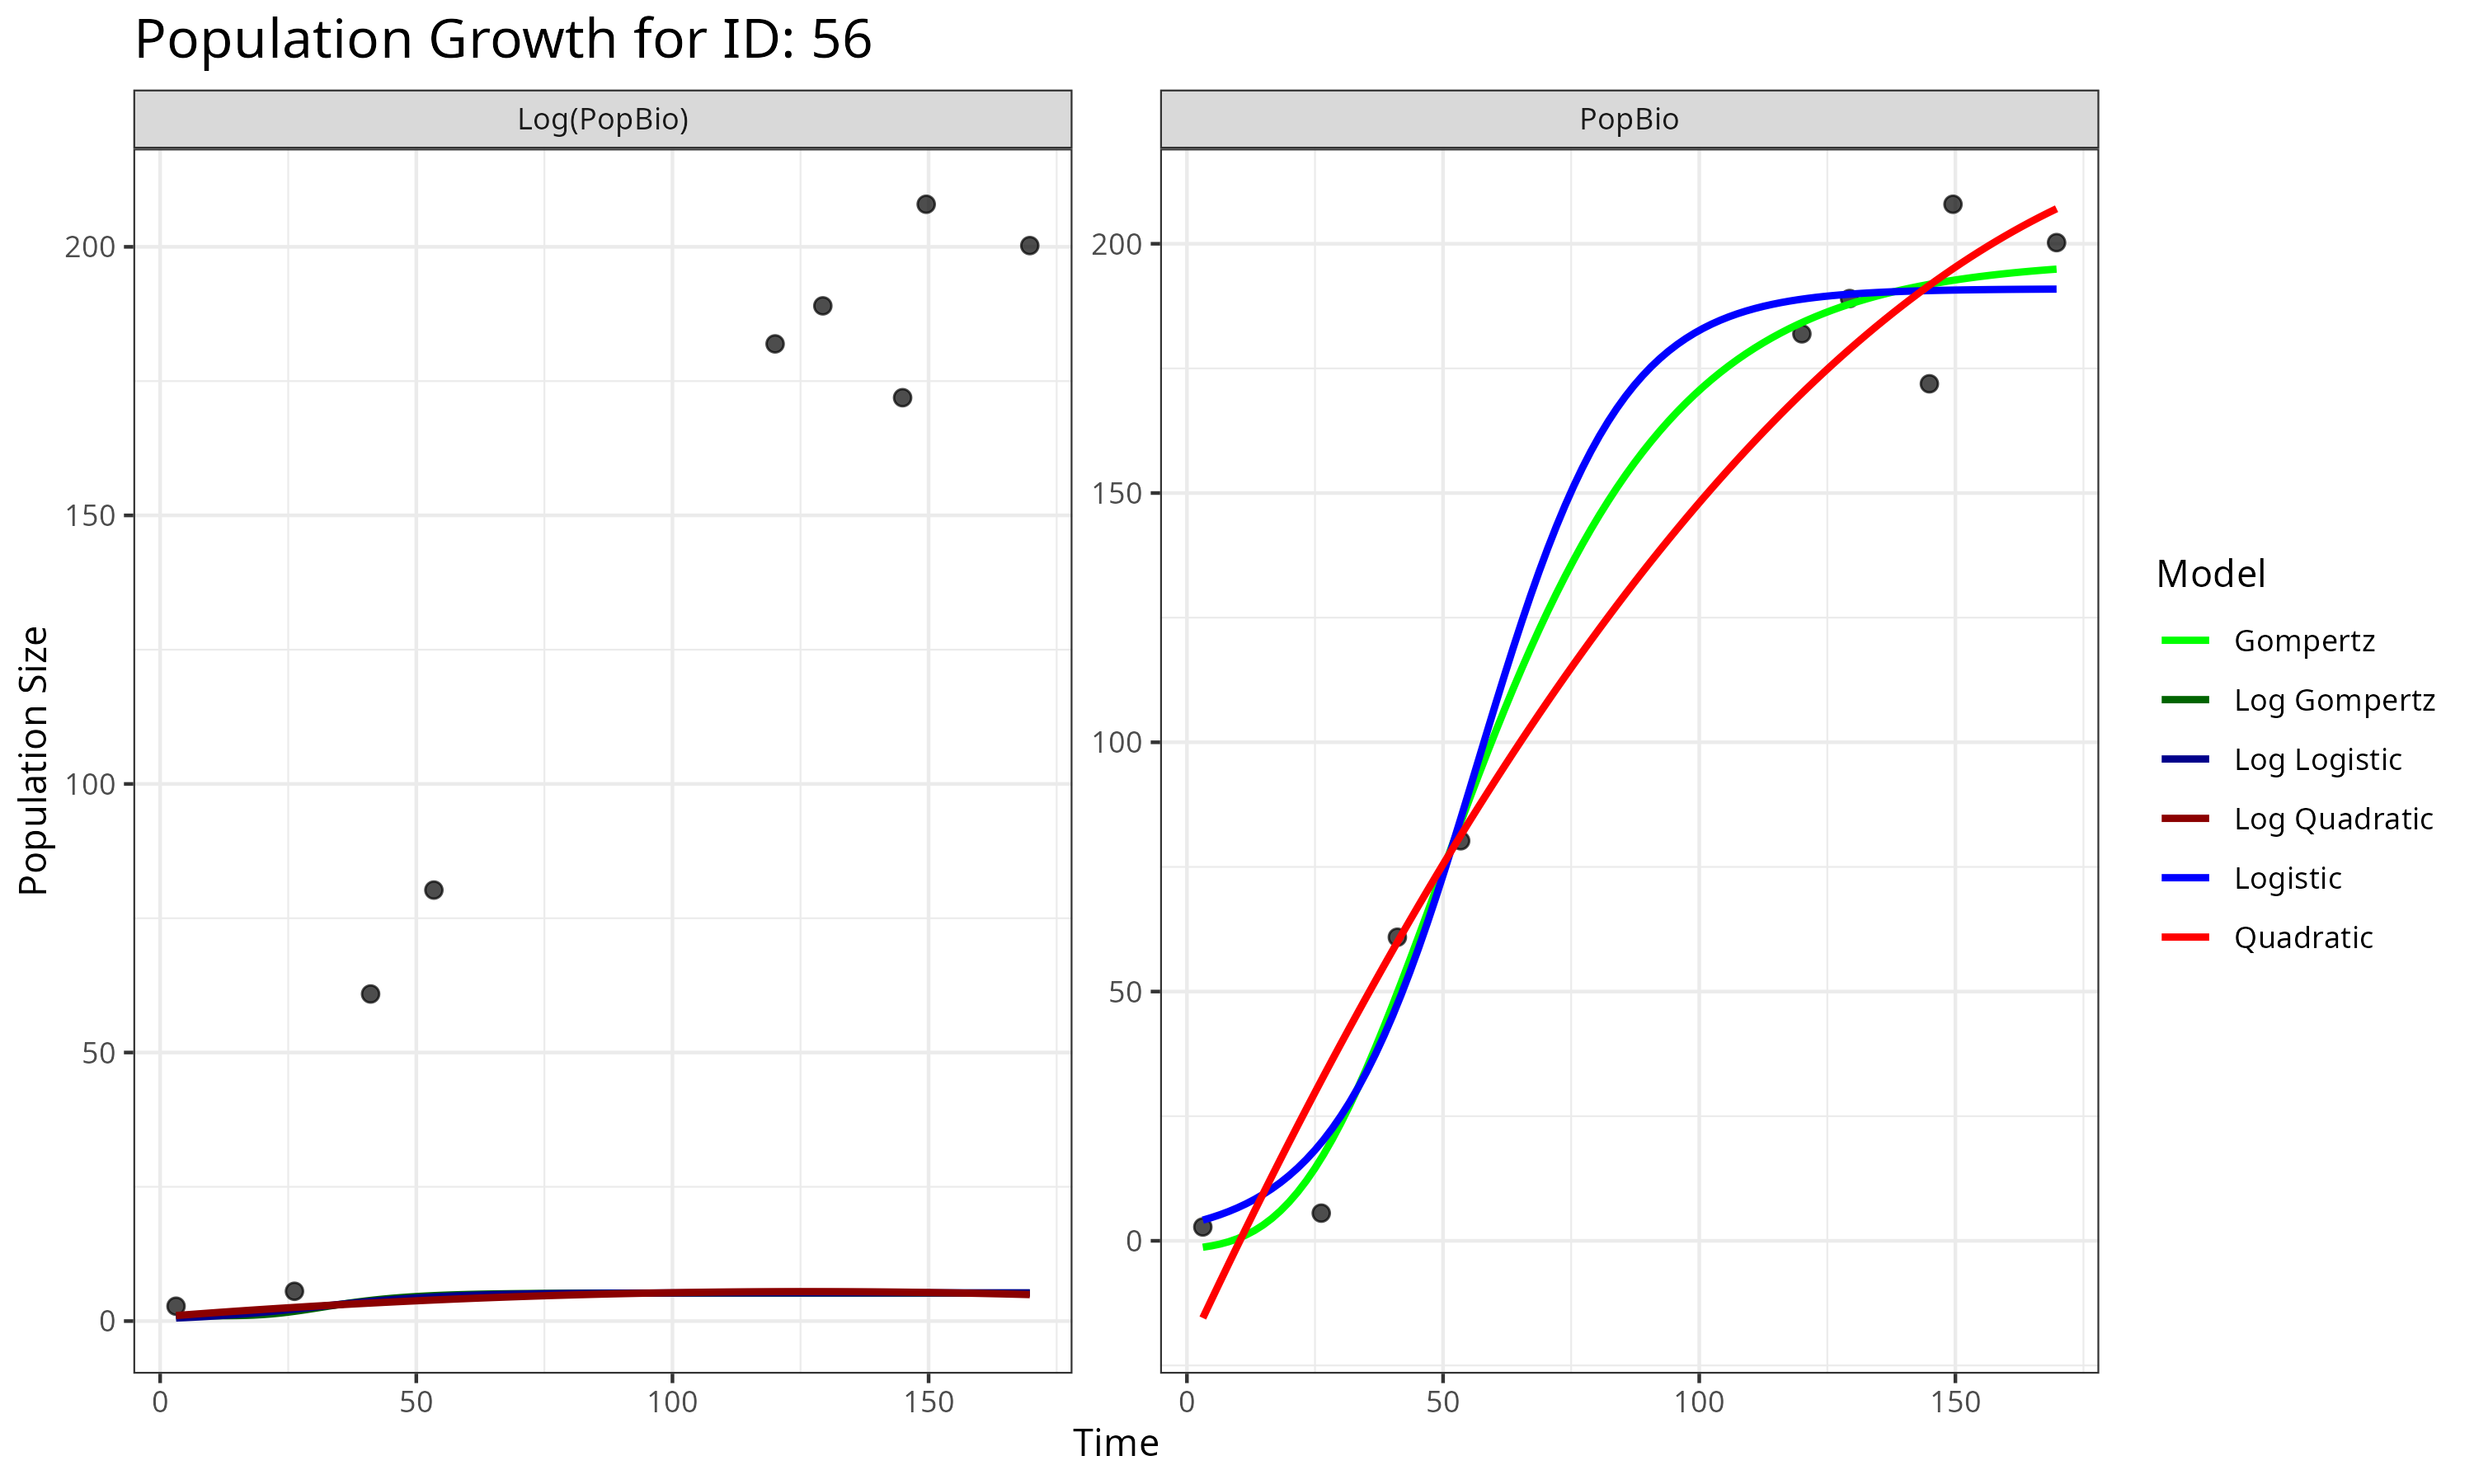 Population Growth for ID: 56
Log(PopBio)
PopBio
Population Size
200
150
100
50
0
200
150
100
50
0
0 50 100 150
0 50 100 150
Time
Model
Gompertz
Log Gompertz
Log Logistic
Log Quadratic
Logistic
Quadratic